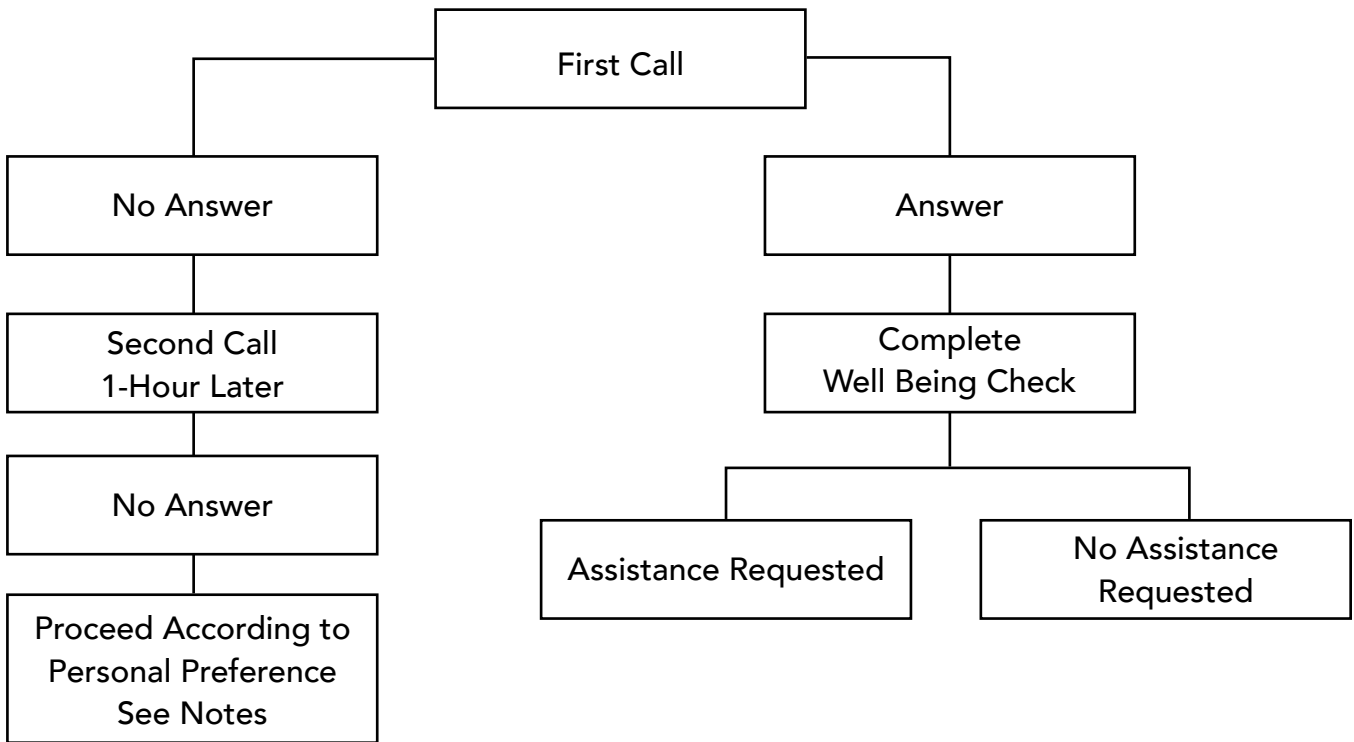 First Call
No Answer
Answer
Second Call
1-Hour Later
Complete
Well Being Check
No Answer
Assistance Requested
No Assistance
Requested
Proceed According to
Personal Preference
See Notes